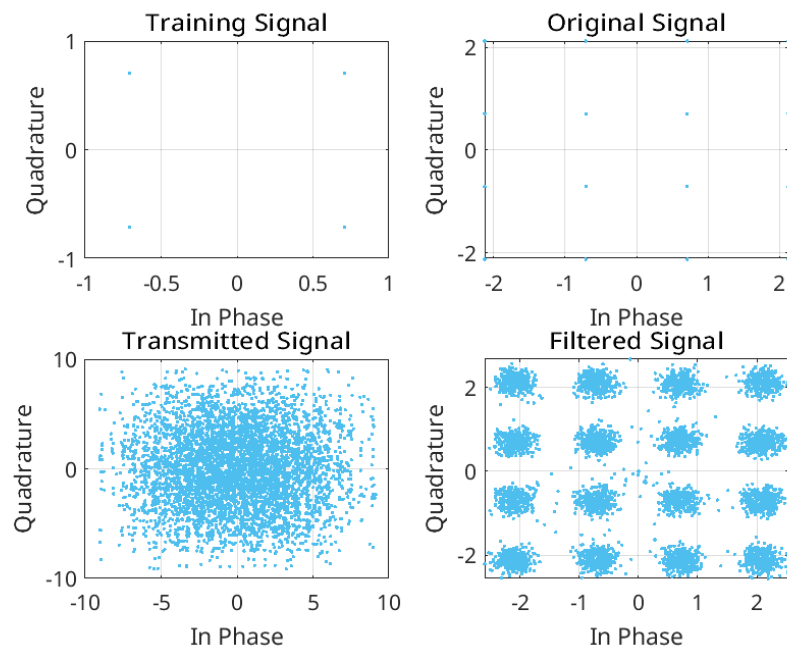 Training Signal
1
0
-1
Quadrature
-1
-0.5
0
0.5
1
In Phase
Original Signal
2
0
-2
Quadrature
-2
-1
0
1
2
In Phase
Transmitted Signal
10
0
-10
Quadrature
-10
-5
0
5
10
In Phase
Filtered Signal
2
0
-2
Quadrature
-2
-1
0
1
2
In Phase